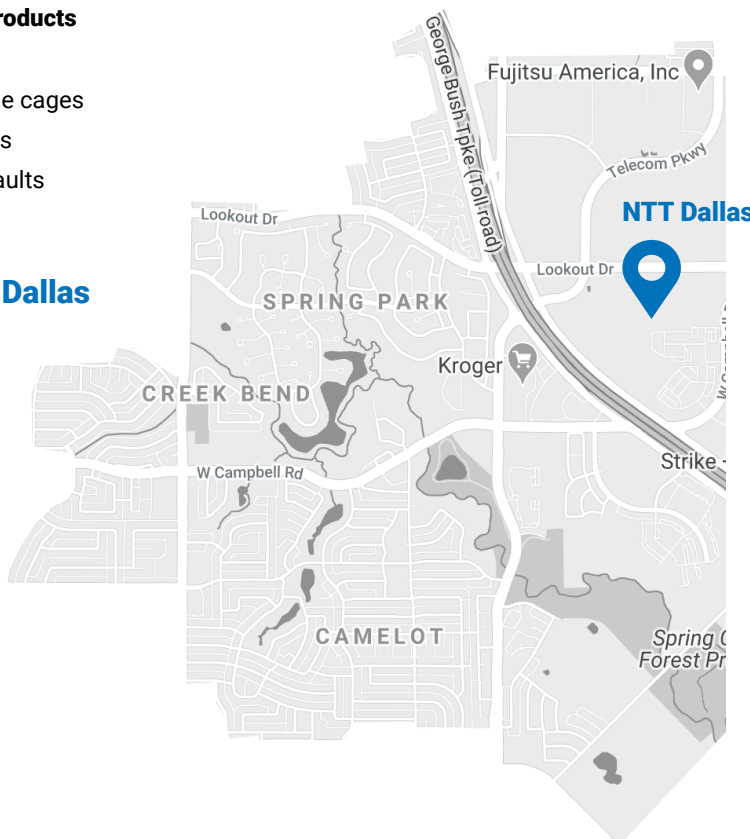 roducts
e cages
s
aults
Dallas
George Bush Tpke (Toll road)
Fujitsu America, Inc
Telecom Pkwy
NTT Dallas
Lookout Dr
Lookout Dr
SPRING PARK
Kroger
CREEK BEND
W Campbell Rd
Strike -
CAMELOT
Spring
Forest Pr